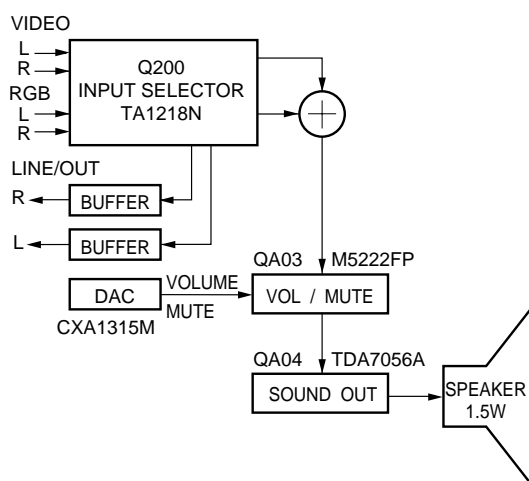 VIDEO
L
R
RGB
L
R
Q200
INPUT SELECTOR
TA1218N
+
LINE/OUT
R
BUFFER
L
BUFFER
DAC
CXA1315M
VOLUME
MUTE
QA03 M5222FP
VOL / MUTE
QA04 TDA7056A
SOUND OUT
SPEAKER
1.5W